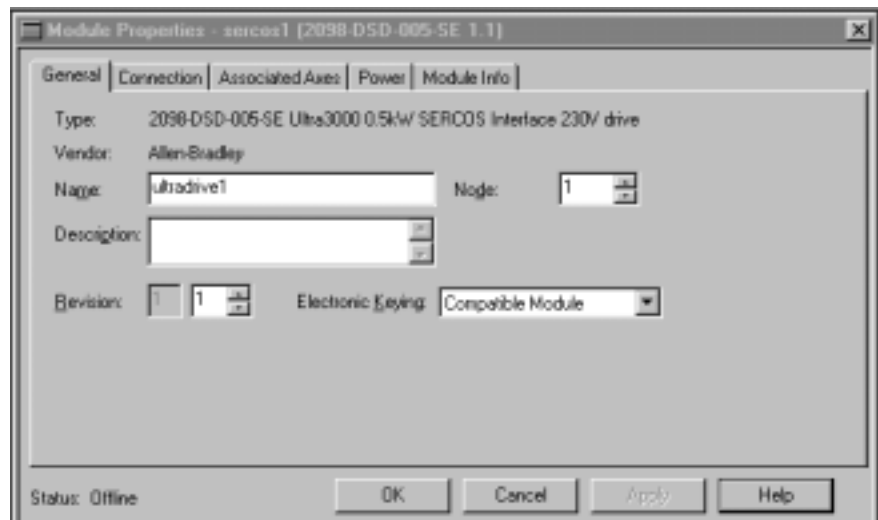 Module Properties - sercos1 (2098-DSD-005-SE 1.1)
General Connection Associated Axes Power Module Info
Type: 2098-DSD-005-SE Ultra3000 0.5kW SERCOS Interface 230V drive
Vendor: Allen-Bradley
Name: ultradrive1 Node: 1
Description:
Revision: 1 1 Electronic Keying: Compatible Module
Status: Offline OK Cancel Apply Help